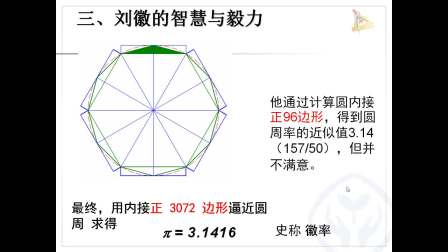 三、刘徽的智慧与毅力
他通过计算圆内接
正96边形，得到圆
周率的近似值3.14
（157/50），但并
不满意。
最终，用内接正 3072 边形逼近圆
周 求得
π = 3.1416
史称 徽率